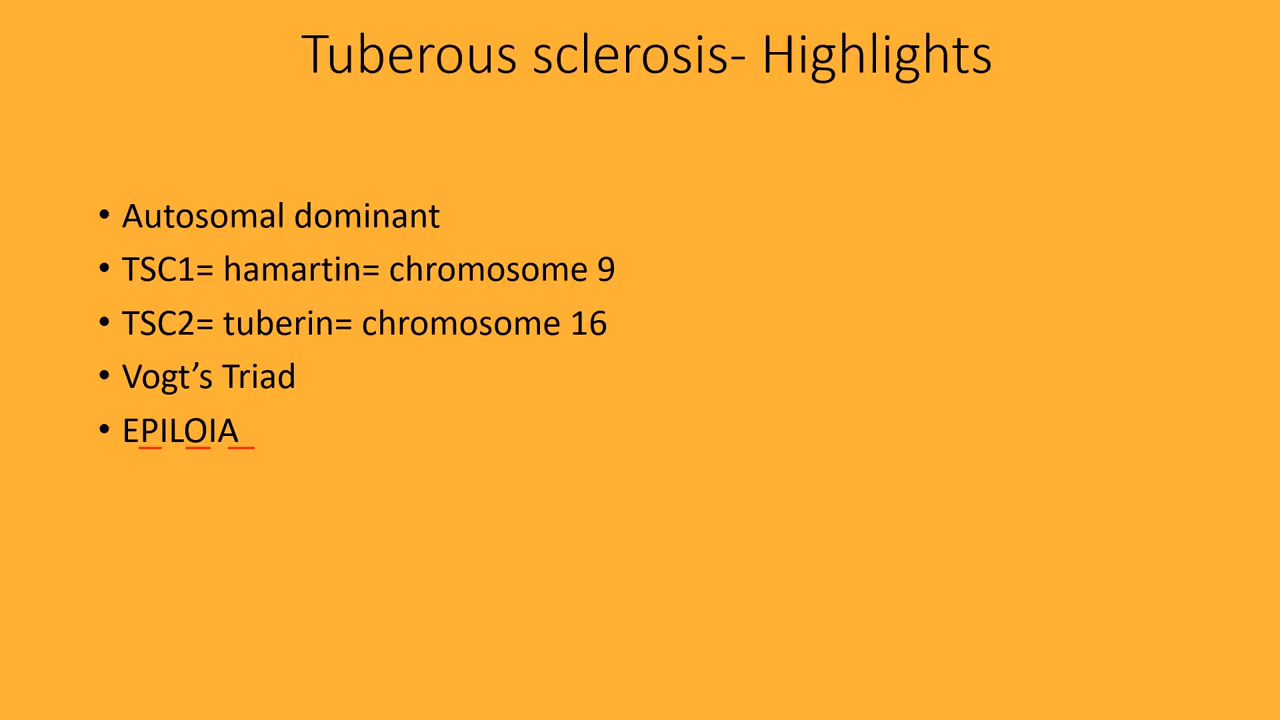 Tuberous sclerosis- Highlights
• Autosomal dominant
• TSC1= hamartin= chromosome 9
• TSC2= tuberin= chromosome 16
• Vogt’s Triad
• EPILOIA